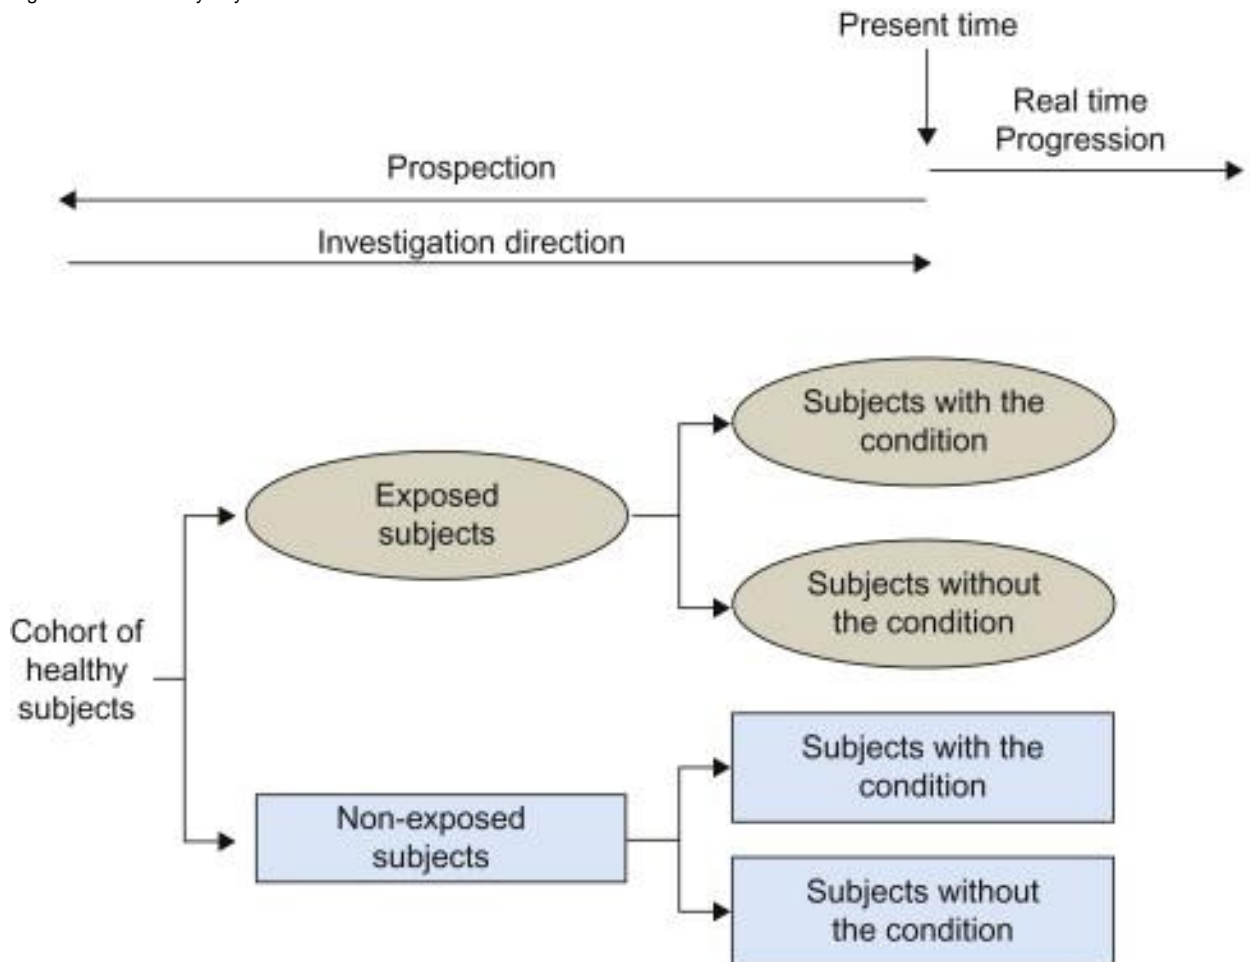 Present time
Real time
Progression
Prospection
Investigation direction
Subjects with the
condition
Exposed
subjects
Subjects without
the condition
Cohort of
healthy
subjects
Subjects with the
condition
Non-exposed
subjects
Subjects without
the condition